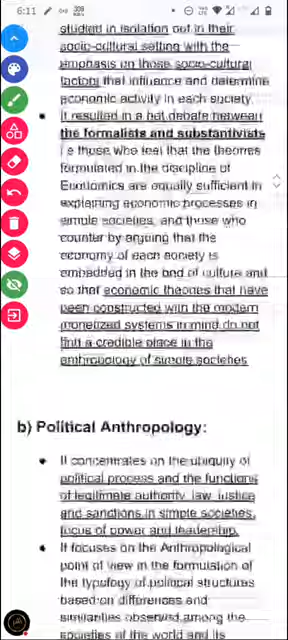 6:11
studied in isolation but in their
socio-cultural setting with the
emphasis on those socio-cultural
factors that influence and determine
economic activity in each society.
• It resulted in a hot debate between
the formalists and substantivists
i.e those who feel that the theories
formulated in the discipline of
Economics are equally sufficient in
explaining economic processes in
simple societies, and those who
counter by arguing that the
economy of each society is
embedded in the bed of culture and
so that economic theories that have
been constructed with the modern
monetized systems in mind do not
find a credible place in the
anthropology of simple societies
b) Political Anthropology:
• It concentrates on the ubiquity of
political process and the functions
of legitimate authority, law, justice
and sanctions in simple societies,
focus of power and leadership.
• It focuses on the Anthropological
point of view in the formulation of
the typology of political structures
based on differences and
similarities observed among the
societies of the world and its